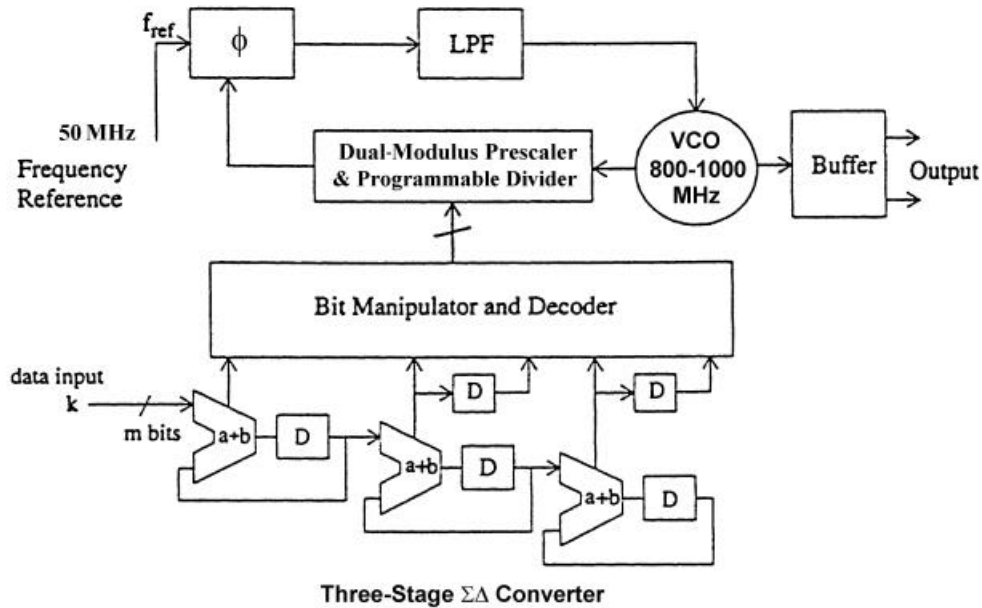 f_ref
ϕ
LPF
50 MHz
Frequency
Reference
Dual-Modulus Prescaler
& Programmable Divider
VCO
800-1000
MHz
Buffer
Output
Bit Manipulator and Decoder
data input
k
m bits
a+b
D
a+b
D
D
a+b
D
D
Three-Stage ΣΔ Converter